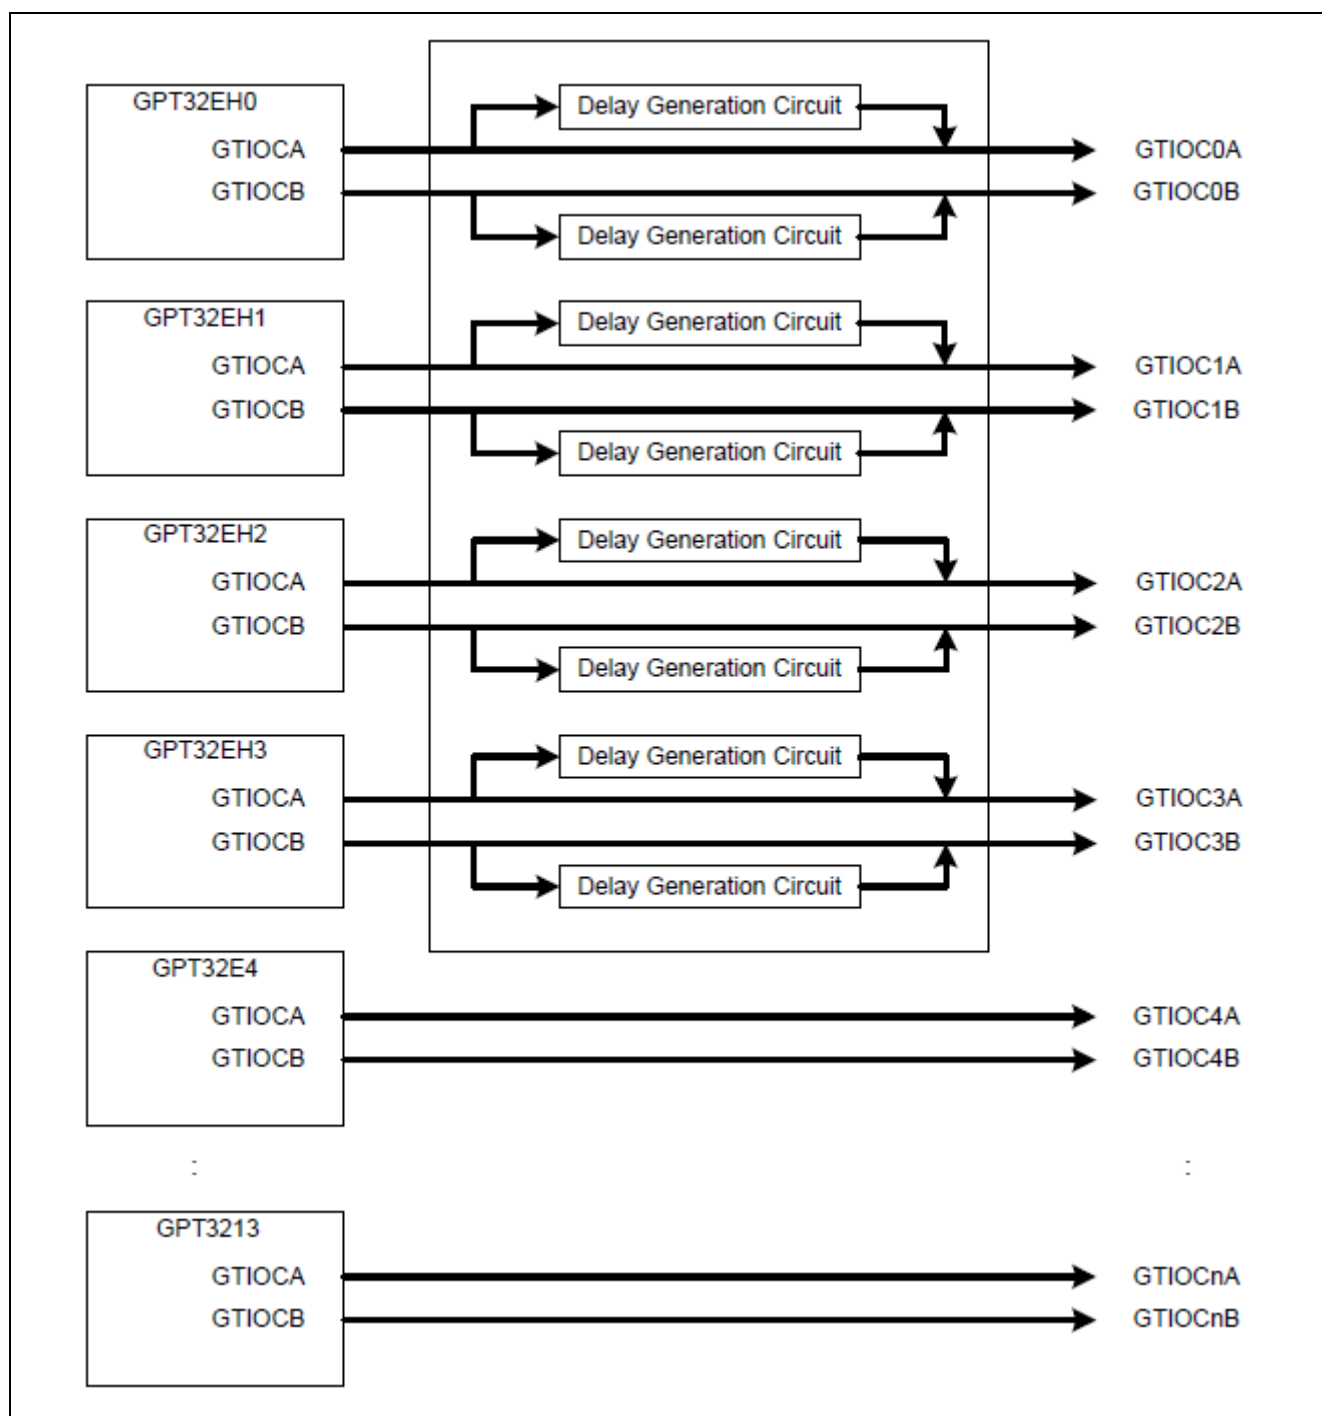 GPT32EH0
Delay Generation Circuit
GTIOCA
GTIOC0A
GTIOCB
GTIOC0B
Delay Generation Circuit
GPT32EH1
Delay Generation Circuit
GTIOCA
GTIOC1A
GTIOCB
GTIOC1B
Delay Generation Circuit
GPT32EH2
Delay Generation Circuit
GTIOCA
GTIOC2A
GTIOCB
GTIOC2B
Delay Generation Circuit
GPT32EH3
Delay Generation Circuit
GTIOCA
GTIOC3A
GTIOCB
GTIOC3B
Delay Generation Circuit
GPT32E4
GTIOCA
GTIOC4A
GTIOCB
GTIOC4B
:
:
GPT3213
GTIOCA
GTIOCnA
GTIOCB
GTIOCnB